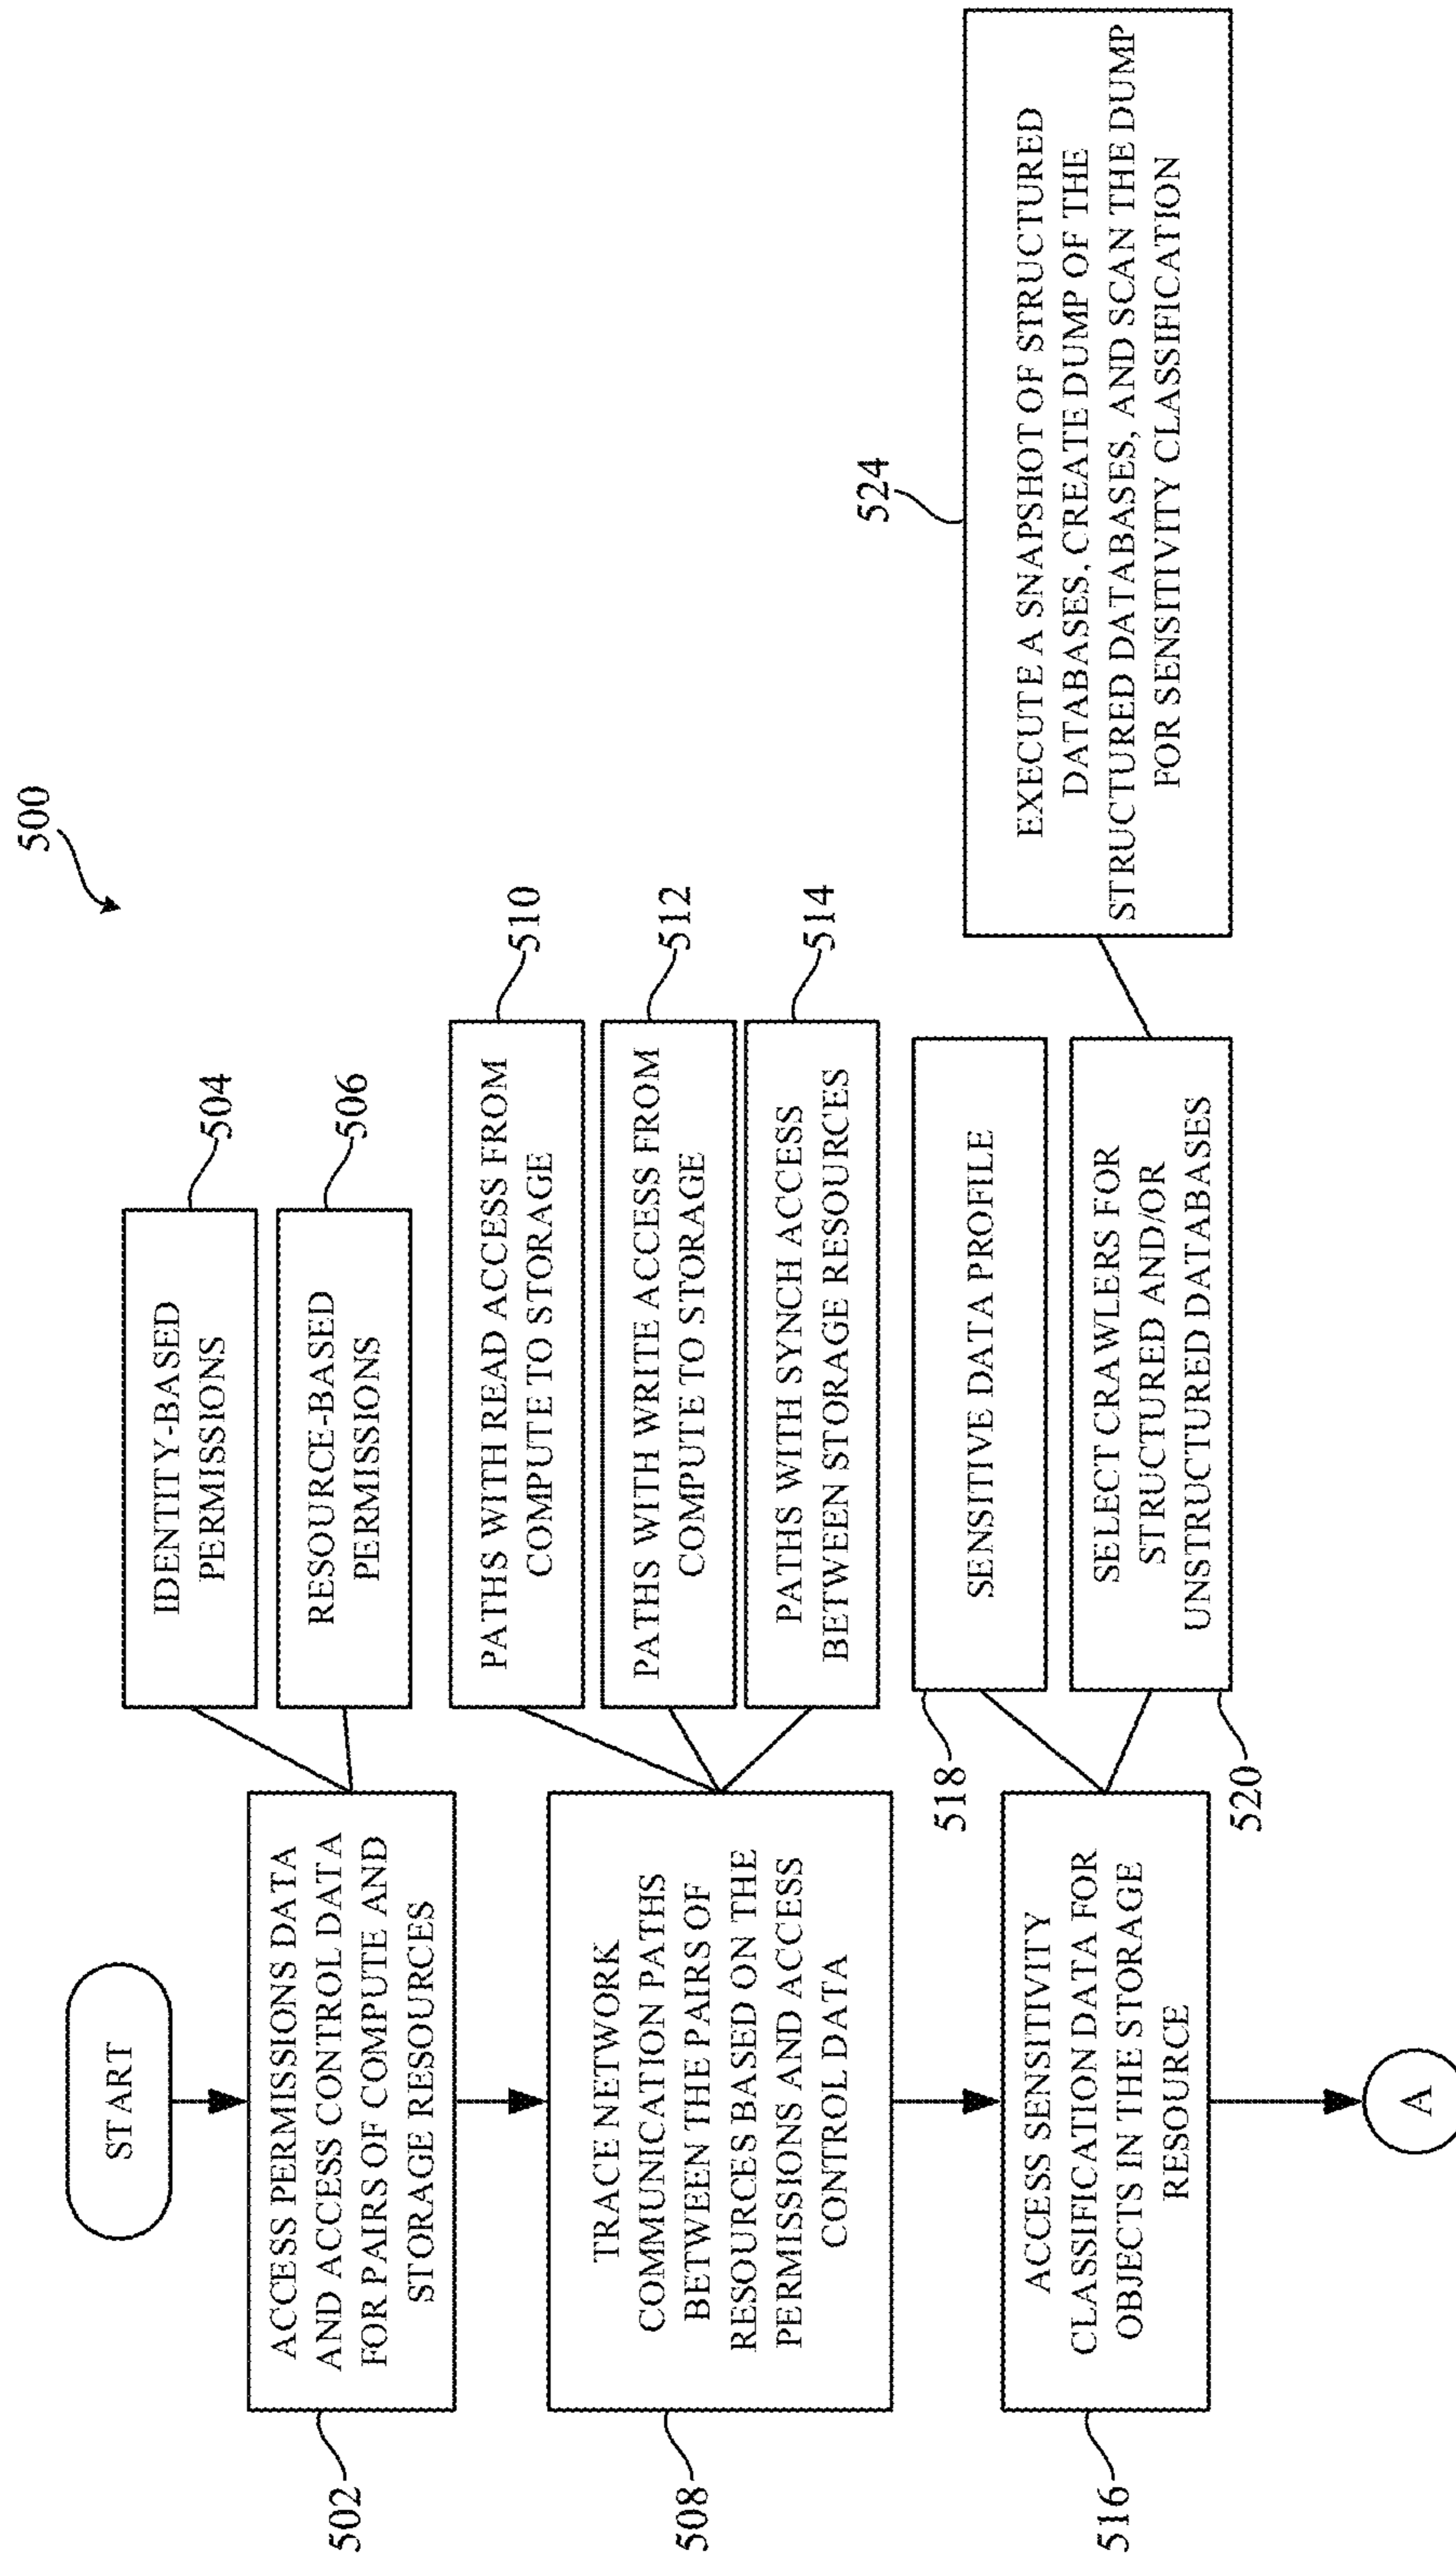 500
START
502
ACCESS PERMISSIONS DATA
AND ACCESS CONTROL DATA
FOR PAIRS OF COMPUTE AND
STORAGE RESOURCES
IDENTITY-BASED
PERMISSIONS
504
RESOURCE-BASED
PERMISSIONS
506
508
TRACE NETWORK
COMMUNICATION PATHS
BETWEEN THE PAIRS OF
RESOURCES BASED ON THE
PERMISSIONS AND ACCESS
CONTROL DATA
PATHS WITH READ ACCESS FROM
COMPUTE TO STORAGE
510
PATHS WITH WRITE ACCESS FROM
COMPUTE TO STORAGE
512
PATHS WITH SYNCH ACCESS
BETWEEN STORAGE RESOURCES
514
516
ACCESS SENSITIVITY
CLASSIFICATION DATA FOR
OBJECTS IN THE STORAGE
RESOURCE
518
SENSITIVE DATA PROFILE
520
SELECT CRAWLERS FOR
STRUCTURED AND/OR
UNSTRUCTURED DATABASES
524
EXECUTE A SNAPSHOT OF STRUCTURED
DATABASES, CREATE DUMP OF THE
STRUCTURED DATABASES, AND SCAN THE DUMP
FOR SENSITIVITY CLASSIFICATION
A